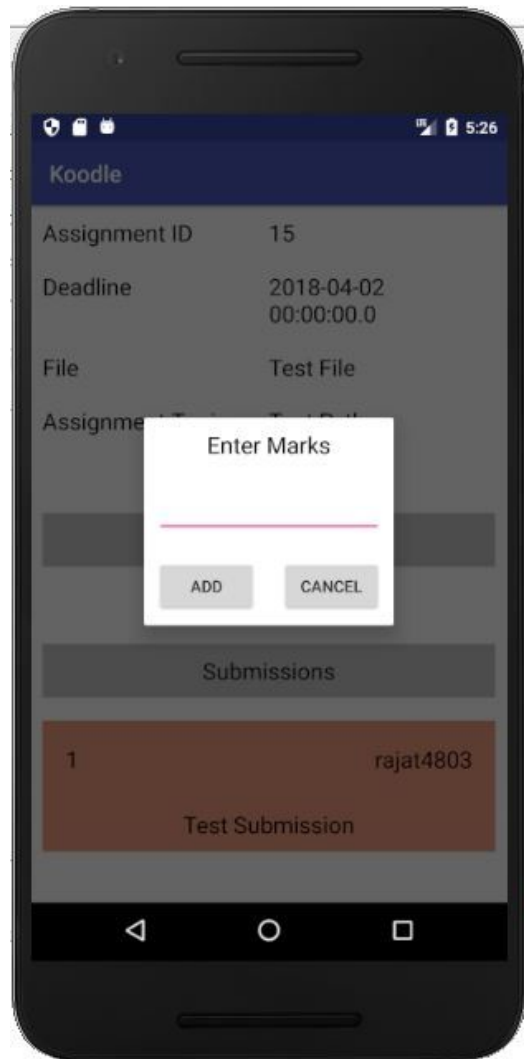 5:26
Koodle
Assignment ID 15
Deadline 2018-04-02
00:00:00.0
File Test File
Enter Marks
ADD CANCEL
Submissions
1 rajat4803
Test Submission